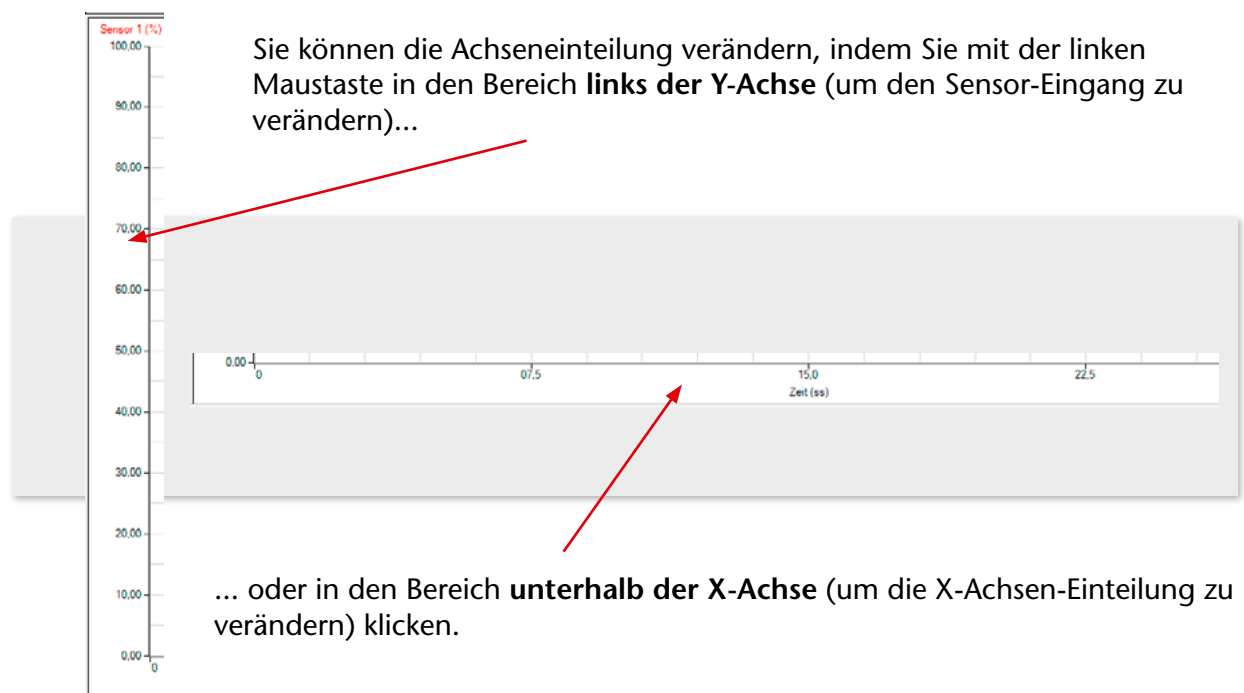 Sensor 1 (%)
100,00
Sie können die Achseneinteilung verändern, indem Sie mit der linken
Maustaste in den Bereich links der Y-Achse (um den Sensor-Eingang zu
verändern)...
90,00
80,00
70,00
60,00
50,00
40,00
30,00
20,00
10,00
0,00
0
0.00
0 07,5 15,0 22,5
Zeit (ss)
... oder in den Bereich unterhalb der X-Achse (um die X-Achsen-Einteilung zu
verändern) klicken.